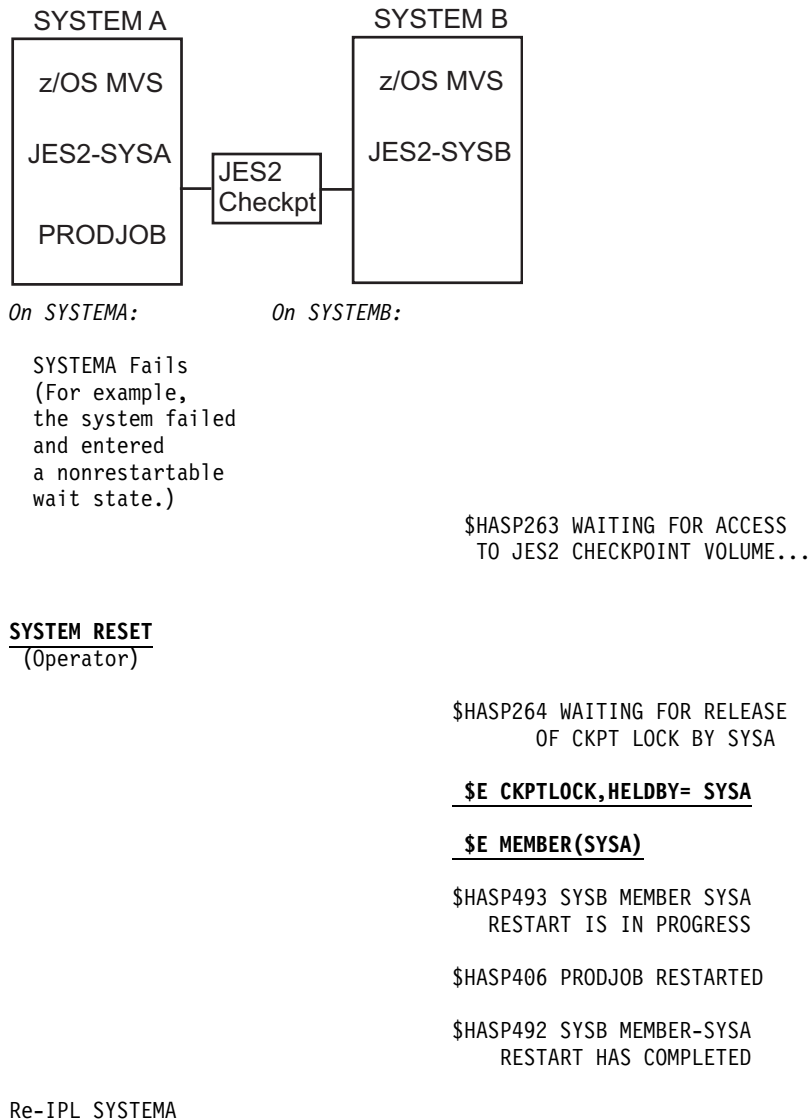 SYSTEM A
SYSTEM B
z/OS MVS
JES2-SYSA
PRODJOB
JES2
Checkpt
z/OS MVS
JES2-SYSB
On SYSTEMA:
On SYSTEMB:
SYSTEMA Fails
(For example,
the system failed
and entered
a nonrestartable
wait state.)
$HASP263 WAITING FOR ACCESS
TO JES2 CHECKPOINT VOLUME...
SYSTEM RESET
(Operator)
$HASP264 WAITING FOR RELEASE
OF CKPT LOCK BY SYSA
$E CKPTLOCK,HELDBY= SYSA
$E MEMBER(SYSA)
$HASP493 SYSB MEMBER SYSA
RESTART IS IN PROGRESS
$HASP406 PRODJOB RESTARTED
$HASP492 SYSB MEMBER-SYSA
RESTART HAS COMPLETED
Re-IPL SYSTEMA